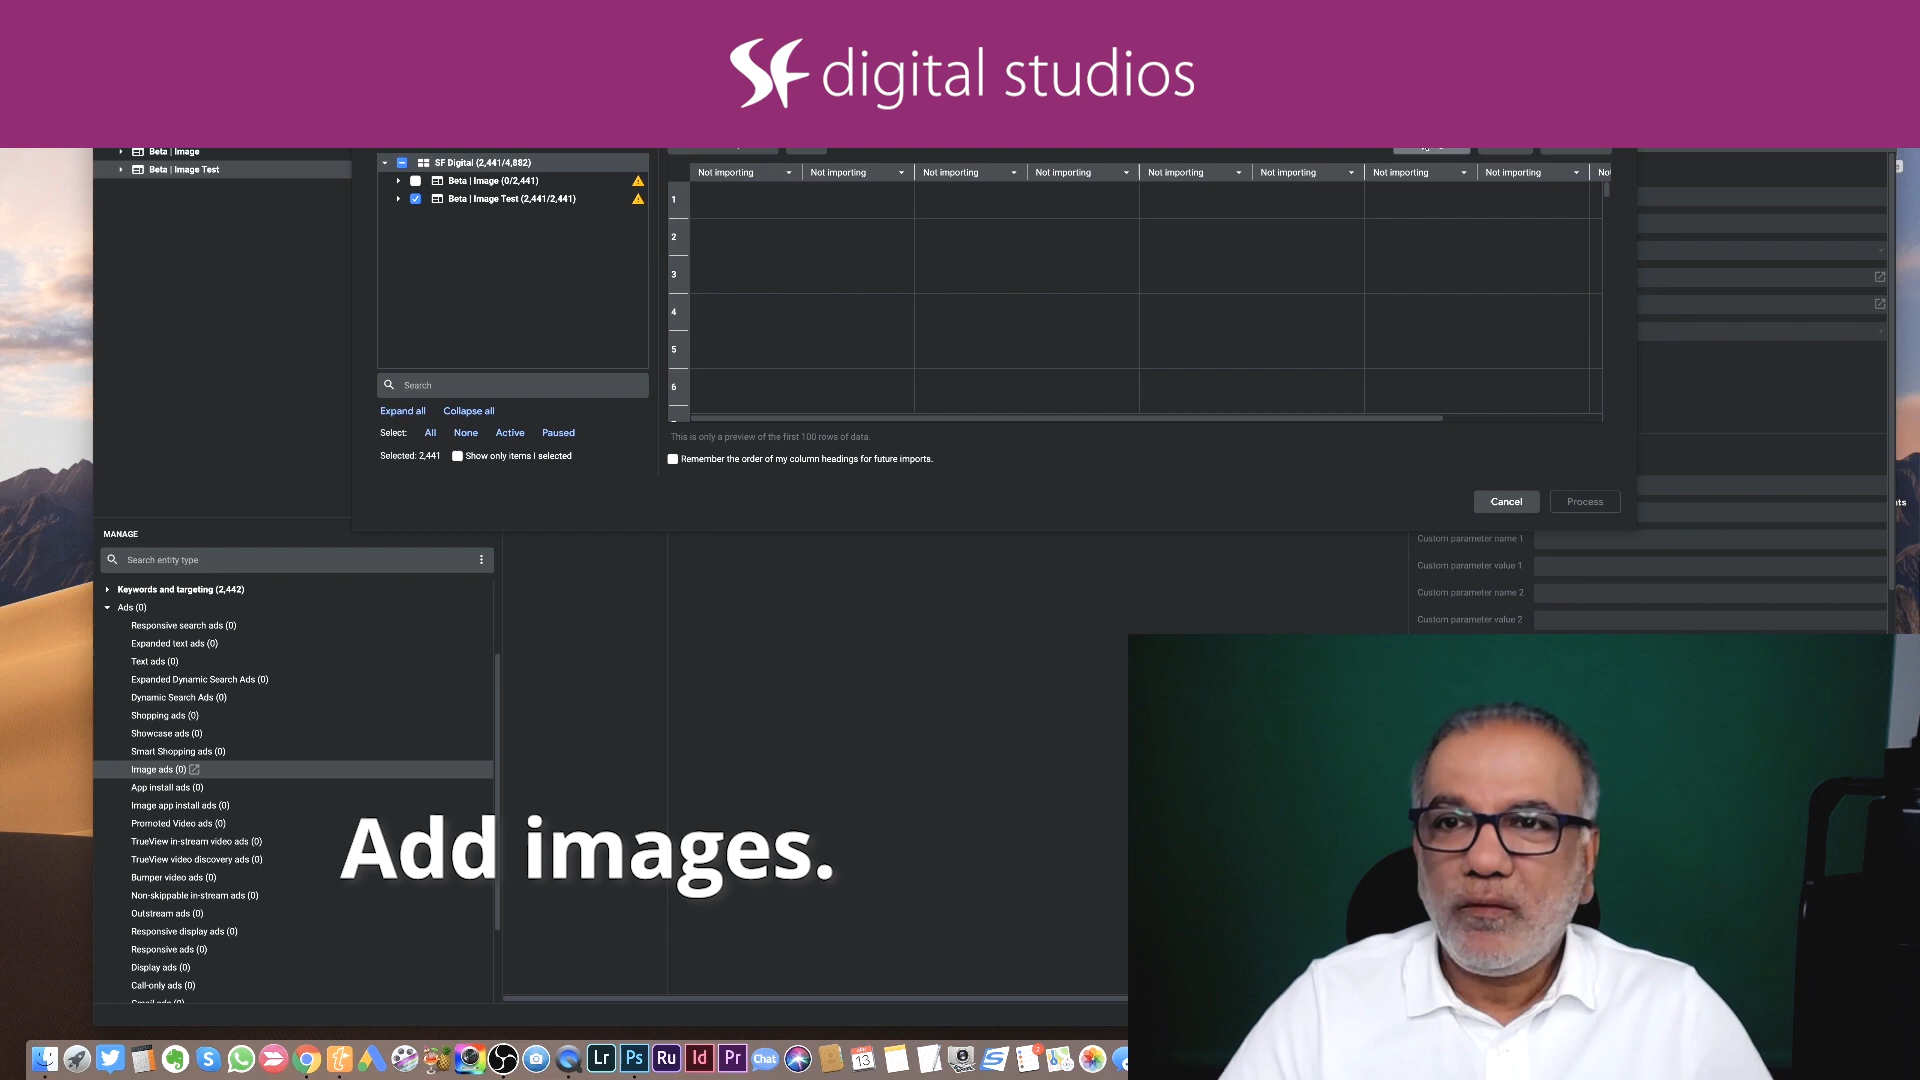 SF digital studios
Beta | Image
Beta | Image Test
SF Digital (2,441/4,882)
Beta | Image (0/2,441)
Beta | Image Test (2,441/2,441)
Search
Expand all Collapse all
Select: All None Active Paused
Selected: 2,441 Show only items I selected
Not importing Not importing Not importing Not importing Not importing Not importing Not importing Not importing Not
1
2
3
4
5
6
This is only a preview of the first 100 rows of data.
Remember the order of my column headings for future imports.
Cancel Process
MANAGE
Search entity type
Keywords and targeting (2,442)
Ads (0)
Responsive search ads (0)
Expanded text ads (0)
Text ads (0)
Expanded Dynamic Search Ads (0)
Dynamic Search Ads (0)
Shopping ads (0)
Showcase ads (0)
Smart Shopping ads (0)
Image ads (0)
App install ads (0)
Image app install ads (0)
Promoted Video ads (0)
TrueView in-stream video ads (0)
TrueView video discovery ads (0)
Bumper video ads (0)
Non-skippable in-stream ads (0)
Outstream ads (0)
Responsive display ads (0)
Responsive ads (0)
Display ads (0)
Call-only ads (0)
Gmail ads (0)
Custom parameter name 1
Custom parameter value 1
Custom parameter name 2
Custom parameter value 2
Add images.
Lr Ps Ru Id Pr Chat 13